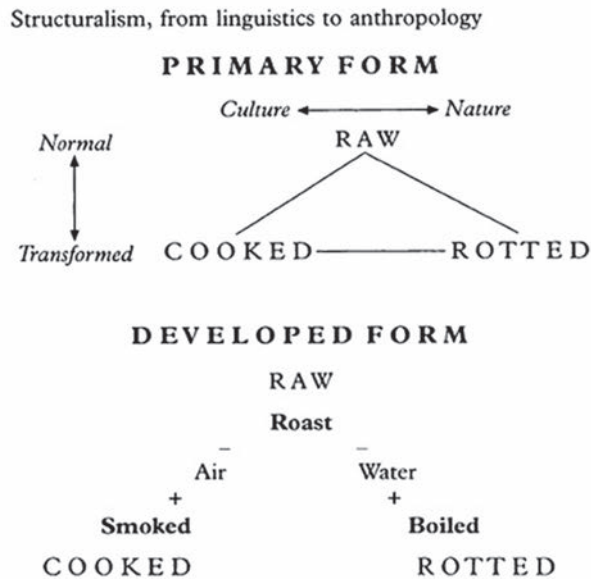 Structuralism, from linguistics to anthropology
PRIMARY FORM
Culture Nature
Normal RAW
Transformed COOKED ROTTED
DEVELOPED FORM
RAW
Roast
− −
Air Water
+ +
Smoked Boiled
COOKED ROTTED